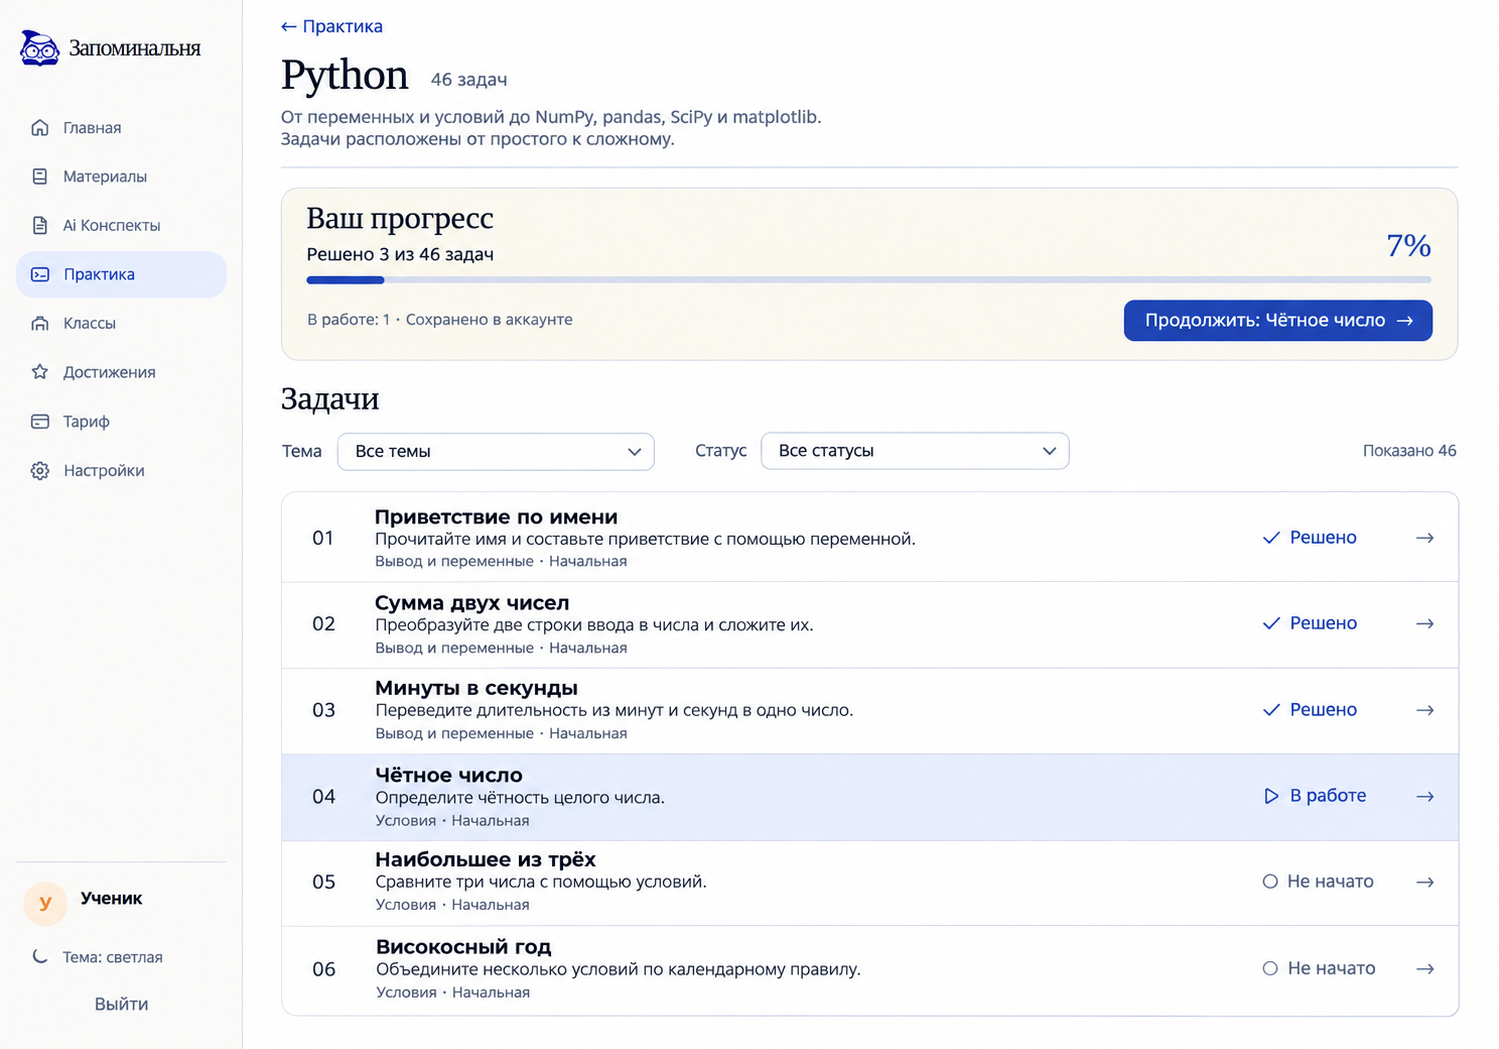 Запоминальня
Главная
Материалы
Ai Конспекты
Практика
Классы
Достижения
Тариф
Настройки
У
Ученик
Тема: светлая
Выйти
← Практика
Python 46 задач
От переменных и условий до NumPy, pandas, SciPy и matplotlib.
Задачи расположены от простого к сложному.
Ваш прогресс
Решено 3 из 46 задач
7%
В работе: 1 · Сохранено в аккаунте
Продолжить: Чётное число →
Задачи
Тема Все темы Статус Все статусы Показано 46
01
Приветствие по имени
Прочитайте имя и составьте приветствие с помощью переменной.
Вывод и переменные · Начальная
Решено →
02
Сумма двух чисел
Преобразуйте две строки ввода в числа и сложите их.
Вывод и переменные · Начальная
Решено →
03
Минуты в секунды
Переведите длительность из минут и секунд в одно число.
Вывод и переменные · Начальная
Решено →
04
Чётное число
Определите чётность целого числа.
Условия · Начальная
В работе →
05
Наибольшее из трёх
Сравните три числа с помощью условий.
Условия · Начальная
Не начато →
06
Високосный год
Объедините несколько условий по календарному правилу.
Условия · Начальная
Не начато →